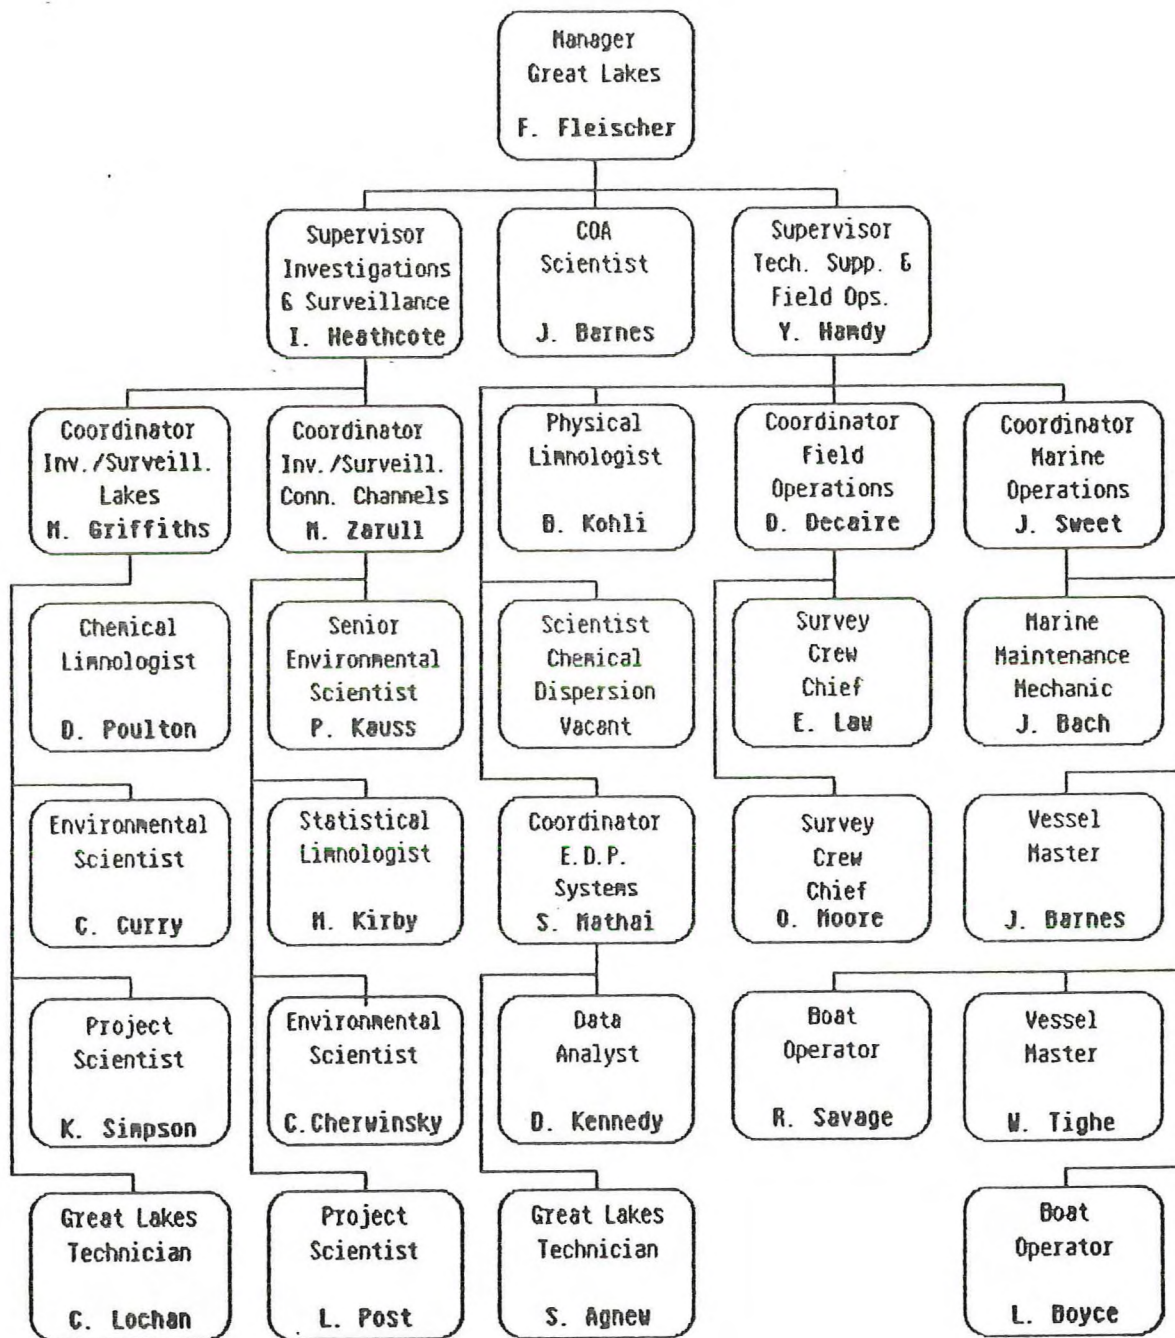 Manager
Great Lakes
F. Fleischer
Supervisor
Investigations
& Surveillance
I. Heathcote
COA
Scientist
J. Barnes
Supervisor
Tech. Supp. &
Field Ops.
Y. Hamdy
Coordinator
Inv./Surveill.
Lakes
M. Griffiths
Coordinator
Inv./Surveill.
Conn. Channels
M. Zarull
Physical
Limnologist
B. Kohli
Coordinator
Field
Operations
D. Decaire
Coordinator
Marine
Operations
J. Sweet
Chemical
Limnologist
D. Poulton
Senior
Environmental
Scientist
P. Kauss
Scientist
Chemical
Dispersion
Vacant
Survey
Crew
Chief
E. Law
Marine
Maintenance
Mechanic
J. Bach
Environmental
Scientist
C. Curry
Statistical
Limnologist
M. Kirby
Coordinator
E.D.P.
Systems
S. Mathai
Survey
Crew
Chief
O. Moore
Vessel
Master
J. Barnes
Project
Scientist
K. Simpson
Environmental
Scientist
C.Cherwinsky
Data
Analyst
D. Kennedy
Boat
Operator
R. Savage
Vessel
Master
W. Tighe
Great Lakes
Technician
C. Lochan
Project
Scientist
L. Post
Great Lakes
Technician
S. Agnew
Boat
Operator
L. Boyce